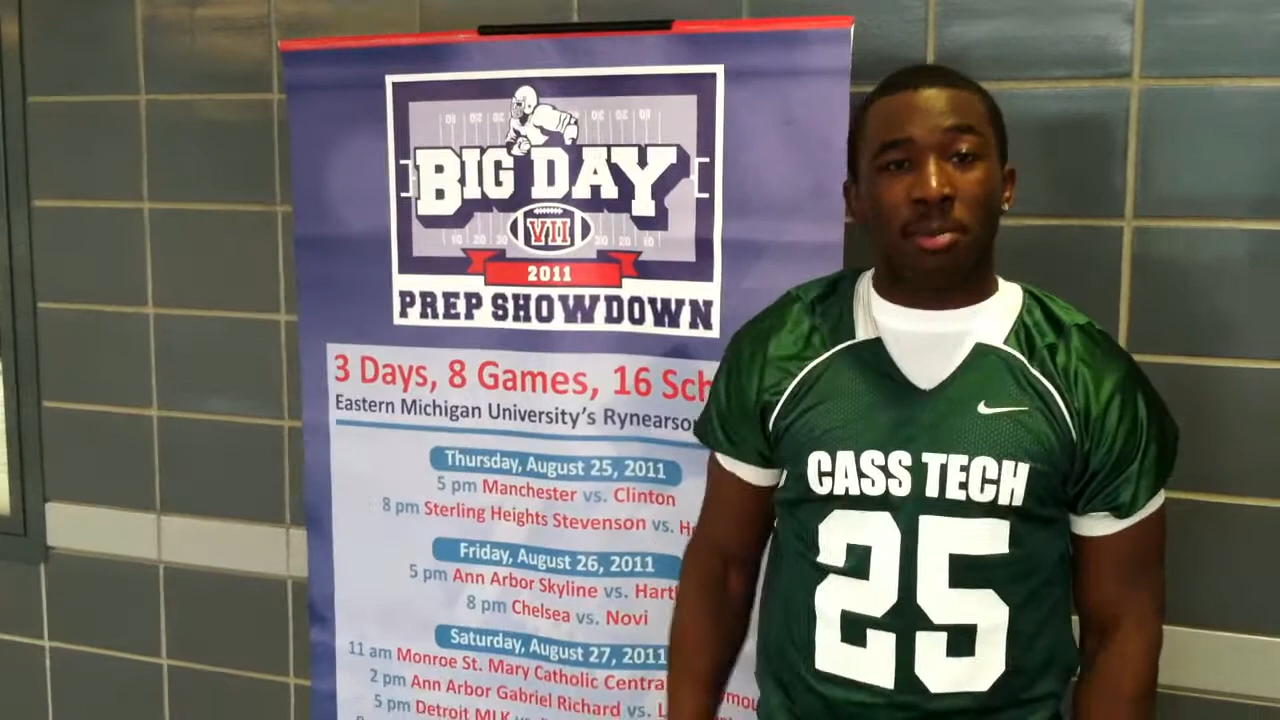 BIG DAY
VII
2011
PREP SHOWDOWN
3 Days, 8 Games, 16
Eastern Michigan University's
Thursday, August 25, 2011
5 pm Manchester vs. Clinton
8 pm Sterling Heights Stevenson vs.
Friday, August 26, 2011
5 pm Ann Arbor Skyline vs.
8 pm Chelsea vs. Novi
Saturday, August 27, 2011
11 am Monroe St. Mary Catholic Central
2 pm Ann Arbor Gabriel Richard vs.
5 pm Detroit MLK
CASS TECH
25